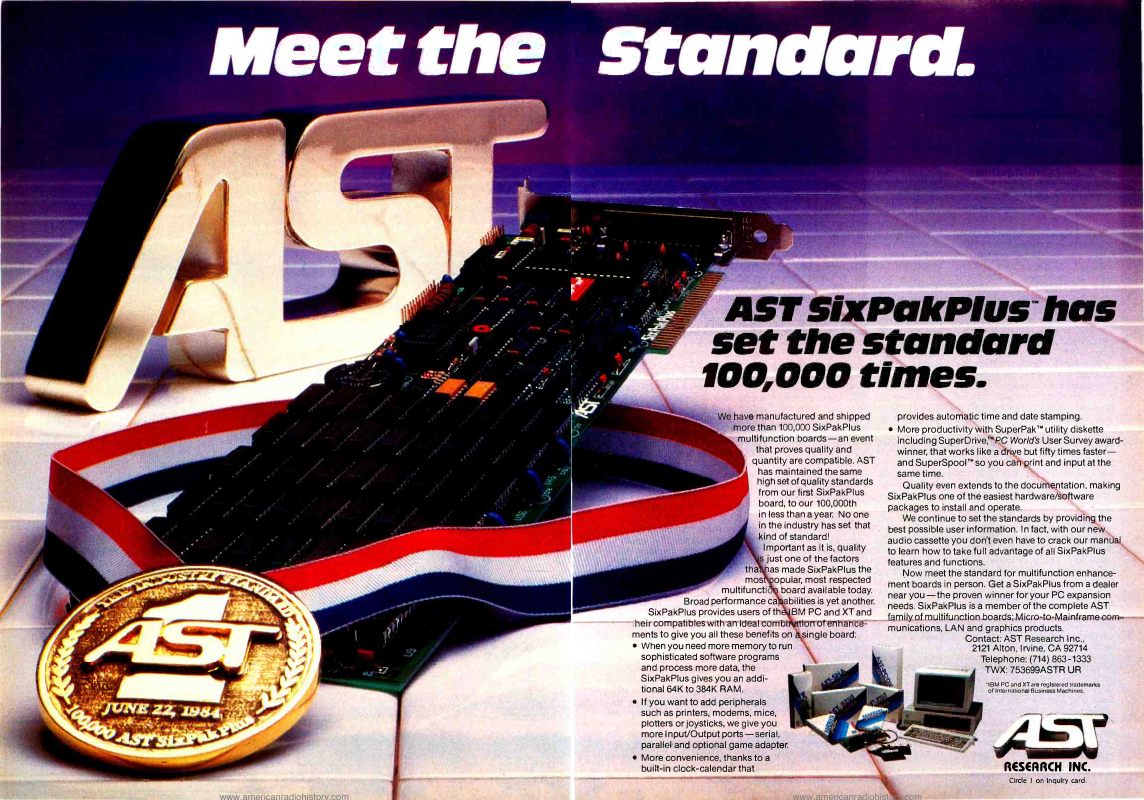 Meet the Standard.
AST
AST SixPakPlus™ has
set the standard
100,000 times.
We have manufactured and shipped
more than 100,000 SixPakPlus
multifunction boards—an event
that proves quality and
quantity are compatible. AST
has maintained the same
high set of quality standards
from our first SixPakPlus
board, to our 100,000th
in less than a year. No one
in the industry has set that
kind of standard!
Important as it is, quality
is just one of the factors
that has made SixPakPlus the
most popular, most respected
multifunction board available today.
Broad performance capabilities is yet another.
SixPakPlus provides users of the IBM PC and XT and
their compatibles with an ideal combination of enhance-
ments to give you all these benefits on a single board:
• When you need more memory to run
sophisticated software programs
and process more data, the
SixPakPlus gives you an addi-
tional 64K to 384K RAM.
• If you want to add peripherals
such as printers, modems, mice,
plotters or joysticks, we give you
more Input/Output ports—serial,
parallel and optional game adapter.
• More convenience, thanks to a
built-in clock-calendar that
provides automatic time and date stamping.
• More productivity with SuperPak™ utility diskette
including SuperDrive,™ PC World's User Survey award-
winner, that works like a drive but fifty times faster—
and SuperSpool™ so you can print and input at the
same time.
Quality even extends to the documentation, making
SixPakPlus one of the easiest hardware/software
packages to install and operate.
We continue to set the standards by providing the
best possible user information. In fact, with our new
audio cassette you don't even have to crack our manual
to learn how to take full advantage of all SixPakPlus
features and functions.
Now meet the standard for multifunction enhance-
ment boards in person. Get a SixPakPlus from a dealer
near you—the proven winner for your PC expansion
needs. SixPakPlus is a member of the complete AST
family of multifunction boards; Micro-to-Mainframe com-
munications, LAN and graphics products.
Contact: AST Research Inc.,
2121 Alton, Irvine, CA 92714
Telephone: (714) 863-1333
TWX: 753699ASTR UR
*IBM PC and XT are registered trademarks
of International Business Machines.
AST
RESEARCH INC.
Circle 1 on inquiry card.
THE INDUSTRY STANDARD
1
AST
JUNE 22, 1984
100,000 AST SixPakPlus
AST
www.americanradiohistory.com
www.americanradiohistory.com